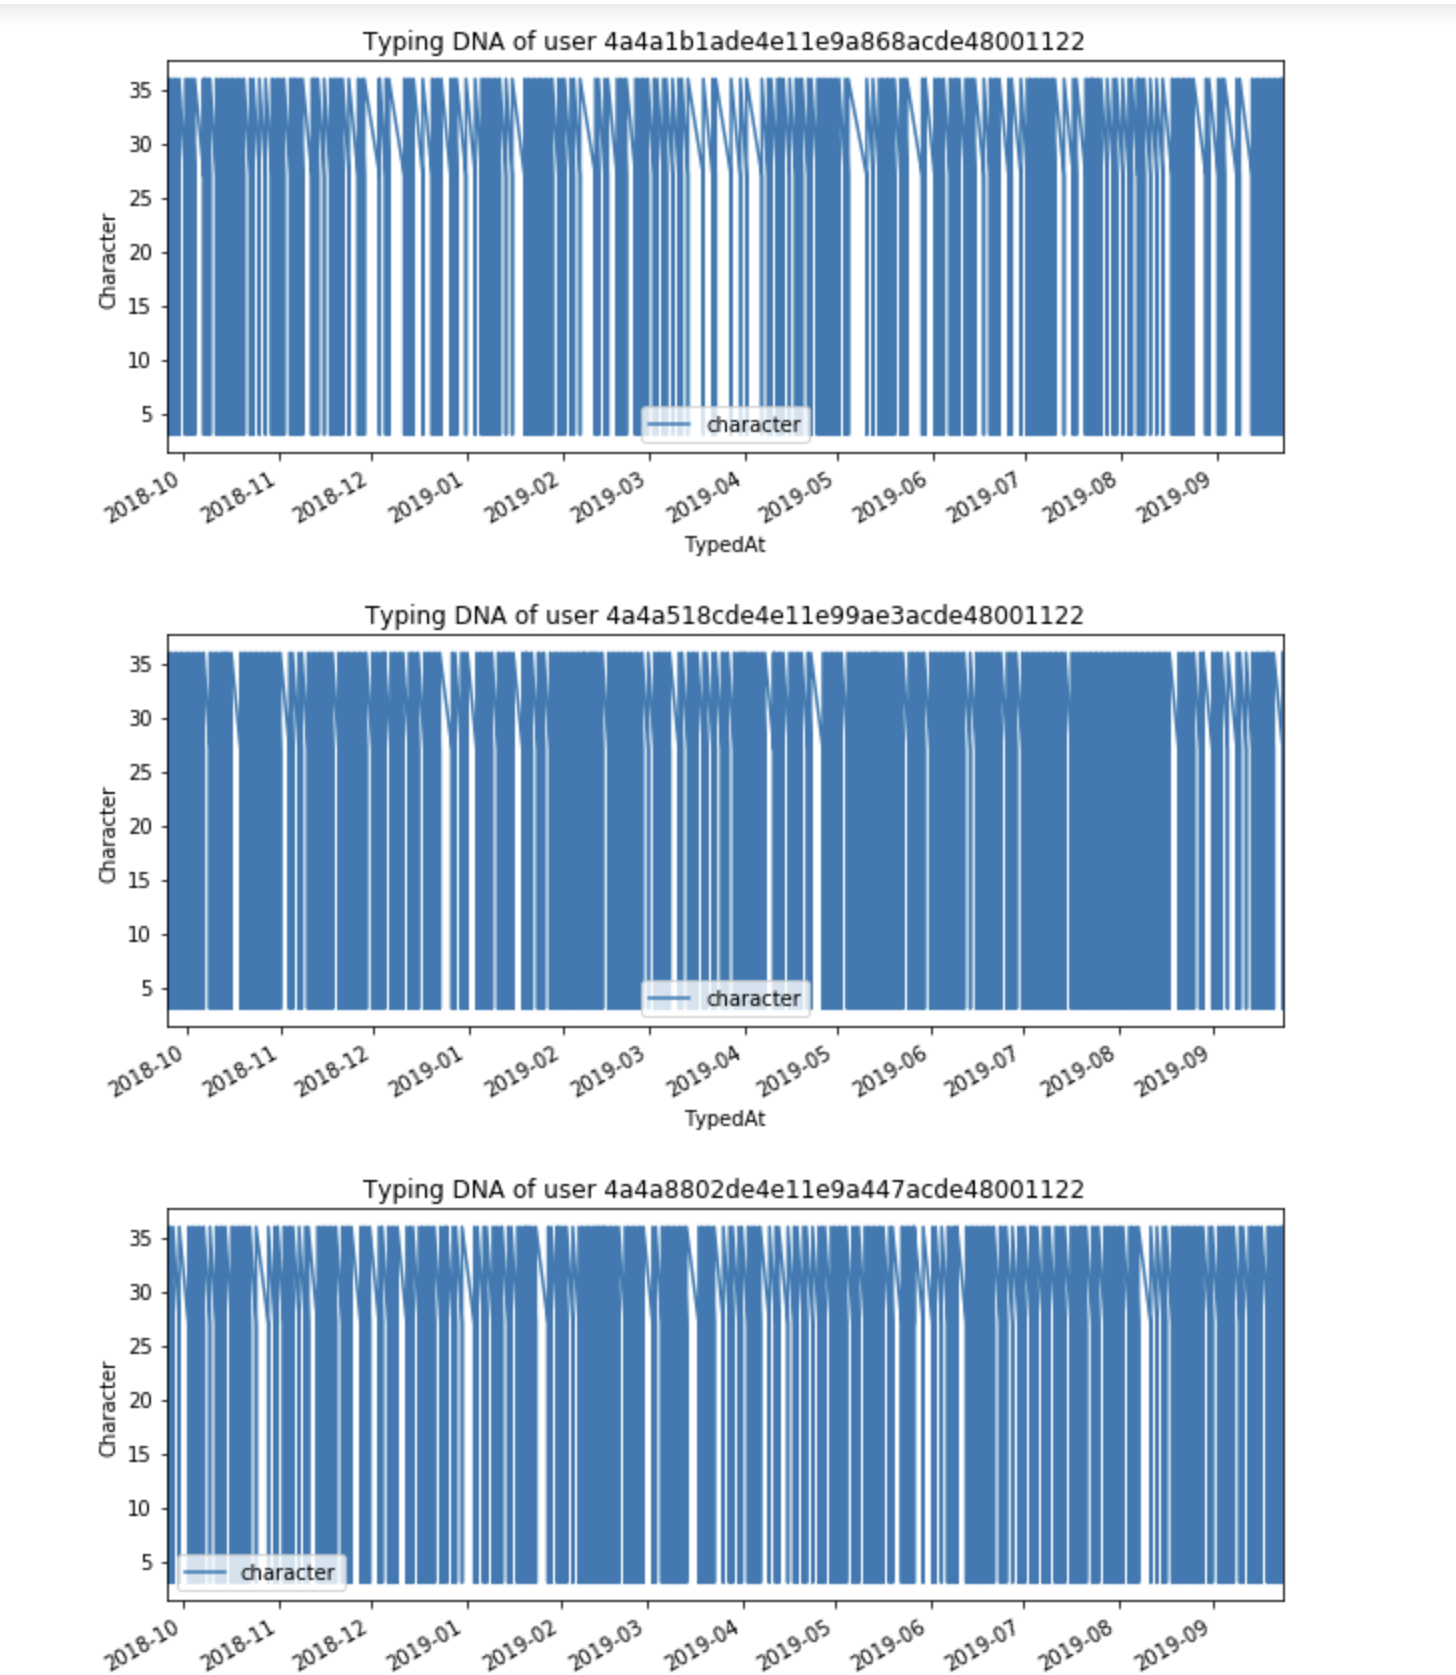 Typing DNA of user 4a4a1b1ade4e11e9a868acde48001122
35
30
25
20
15
10
5
Character
character
2018-10 2018-11 2018-12 2019-01 2019-02 2019-03 2019-04 2019-05 2019-06 2019-07 2019-08 2019-09
TypedAt
Typing DNA of user 4a4a518cde4e11e99ae3acde48001122
35
30
25
20
15
10
5
Character
character
2018-10 2018-11 2018-12 2019-01 2019-02 2019-03 2019-04 2019-05 2019-06 2019-07 2019-08 2019-09
TypedAt
Typing DNA of user 4a4a8802de4e11e9a447acde48001122
35
30
25
20
15
10
5
Character
character
2018-10 2018-11 2018-12 2019-01 2019-02 2019-03 2019-04 2019-05 2019-06 2019-07 2019-08 2019-09